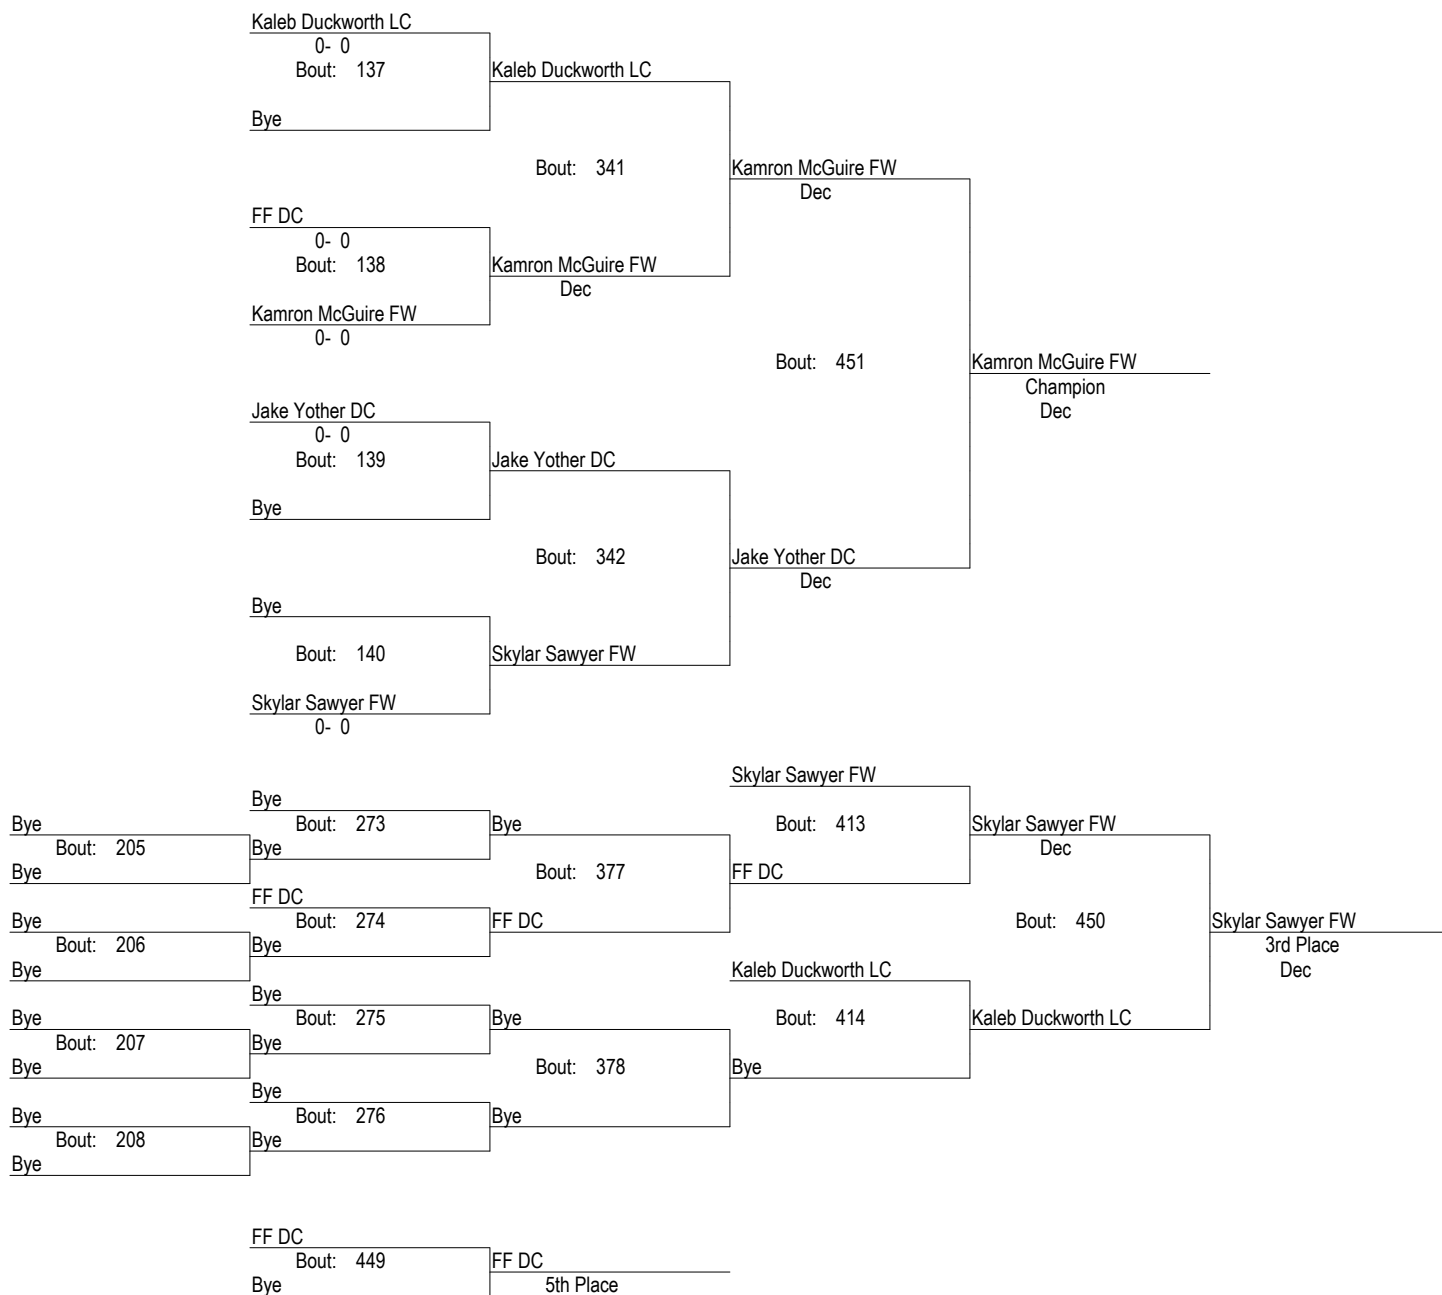 Kaleb Duckworth LC
0- 0
Bout: 137
Kaleb Duckworth LC
Bye
Bout: 341
Kamron McGuire FW
Dec
FF DC
0- 0
Bout: 138
Kamron McGuire FW
Dec
Kamron McGuire FW
0- 0
Bout: 451
Kamron McGuire FW
Champion
Dec
Jake Yother DC
0- 0
Bout: 139
Jake Yother DC
Bye
Bout: 342
Jake Yother DC
Dec
Bye
Bout: 140
Skylar Sawyer FW
Skylar Sawyer FW
0- 0
Skylar Sawyer FW
Bye
Bye
Bout: 273
Bye
Bout: 413
Skylar Sawyer FW
Bout: 205
Bye
Dec
Bye
Bout: 377
FF DC
FF DC
Bye
Bout: 274
FF DC
Bout: 450
Skylar Sawyer FW
Bout: 206
Bye
3rd Place
Bye
Kaleb Duckworth LC
Dec
Bye
Bye
Bout: 275
Bye
Bout: 414
Kaleb Duckworth LC
Bout: 207
Bye
Bye
Bout: 378
Bye
Bye
Bye
Bout: 276
Bye
Bout: 208
Bye
Bye
FF DC
Bout: 449
FF DC
Bye
5th Place